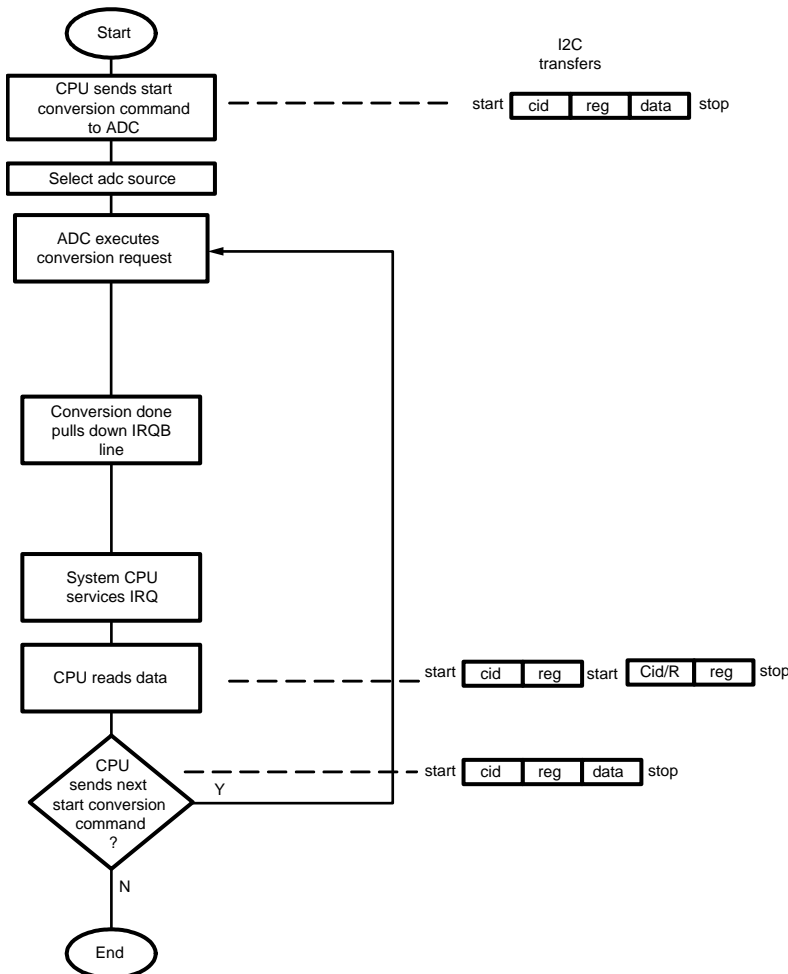 Start
I2C
transfers
CPU sends start
conversion command
to ADC
start cid reg data stop
Select adc source
ADC executes
conversion request
Conversion done
pulls down IRQB
line
System CPU
services IRQ
CPU reads data
start cid reg start Cid/R reg stop
CPU
sends next
start conversion
command
?
start cid reg data stop
Y
N
End